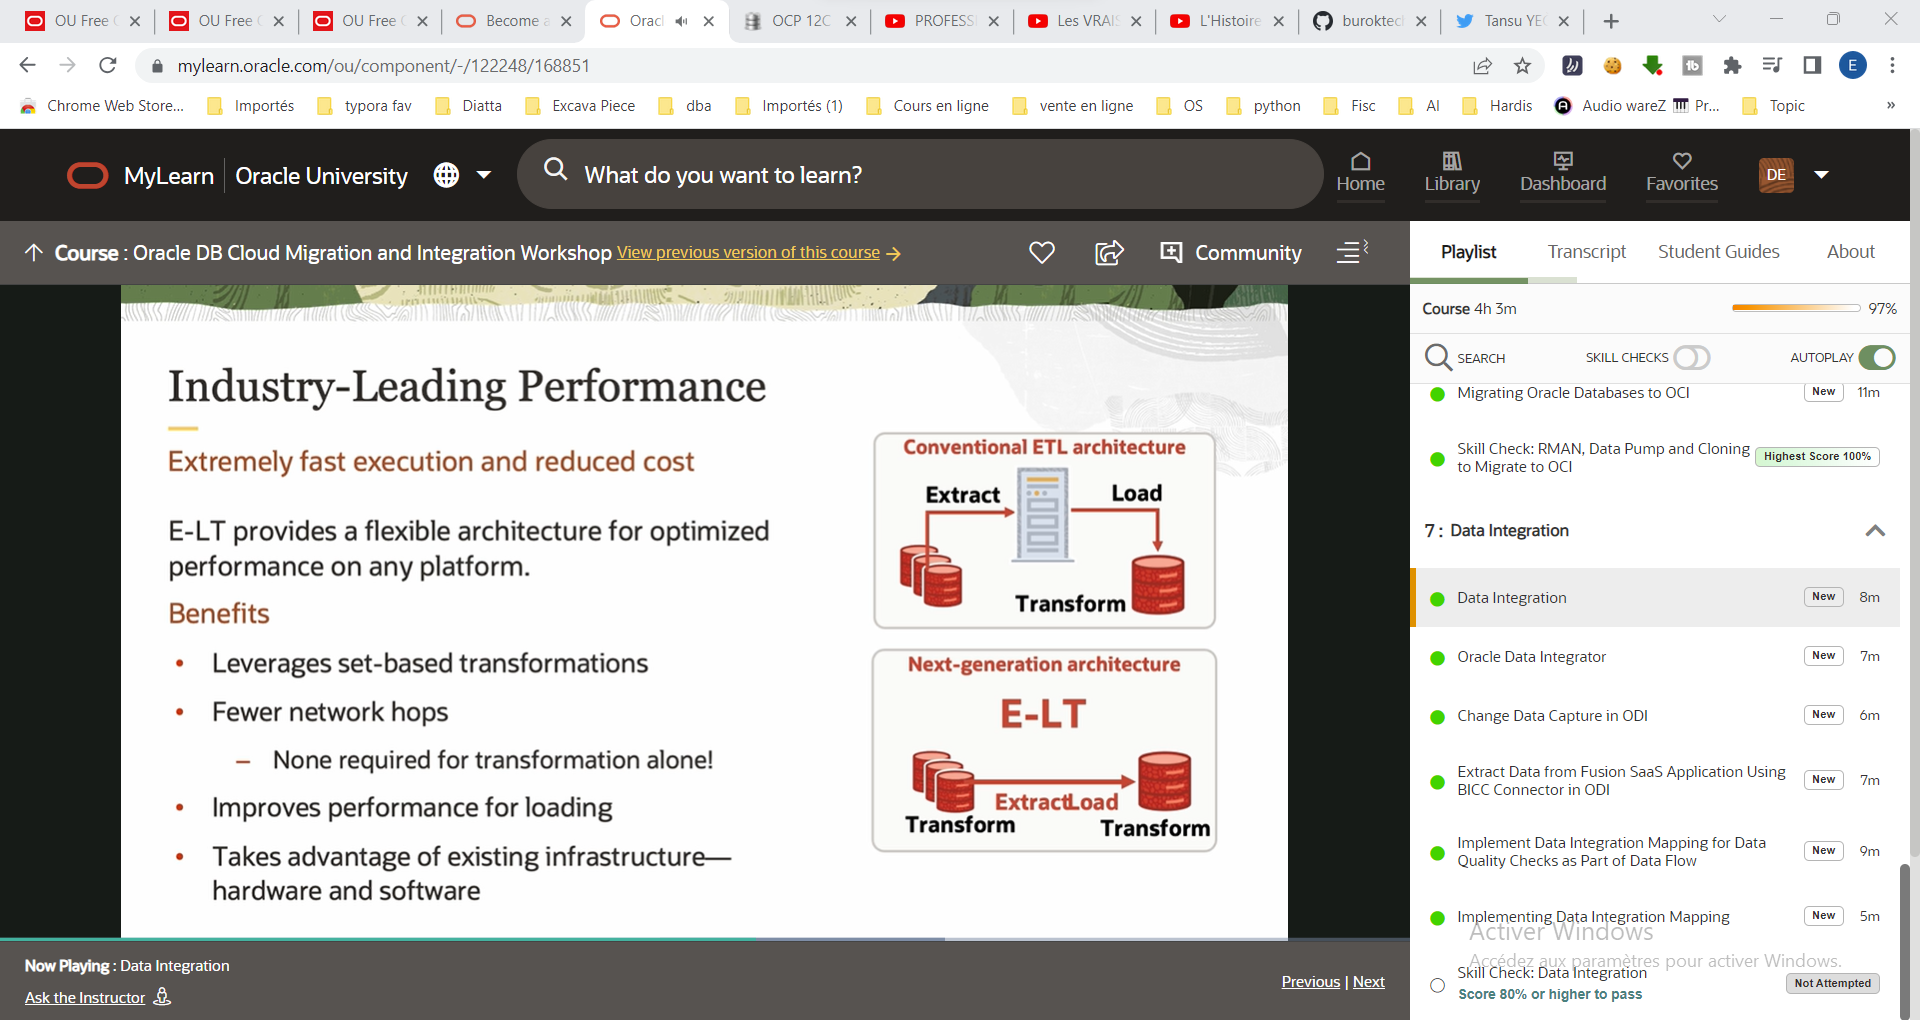 OU Free
OU Free
OU Free
Become a
Oracl
OCP 12C
PROFESS
Les VRAI
L'Histoire
buroktec
Tansu YE
mylearn.oracle.com/ou/component/-/122248/168851
E
Chrome Web Store...
Importés
typora fav
Diatta
Excava Piece
dba
Importés (1)
Cours en ligne
vente en ligne
OS
python
Fisc
AI
Hardis
Audio wareZ
Pr...
Topic
»
MyLearn
Oracle University
What do you want to learn?
Home
Library
Dashboard
Favorites
DE
Course : Oracle DB Cloud Migration and Integration Workshop View previous version of this course
Community
Playlist
Transcript
Student Guides
About
Course 4h 3m
97%
SEARCH
SKILL CHECKS
AUTOPLAY
Migrating Oracle Databases to OCI
New
11m
Skill Check: RMAN, Data Pump and Cloning
to Migrate to OCI
Highest Score 100%
7 : Data Integration
Data Integration
New
8m
Oracle Data Integrator
New
7m
Change Data Capture in ODI
New
6m
Extract Data from Fusion SaaS Application Using
BICC Connector in ODI
New
7m
Implement Data Integration Mapping for Data
Quality Checks as Part of Data Flow
New
9m
Implementing Data Integration Mapping
New
5m
Activer Windows
Accédez aux paramètres pour activer Windows.
Skill Check: Data Integration
Score 80% or higher to pass
Not Attempted
Industry-Leading Performance
Extremely fast execution and reduced cost
E-LT provides a flexible architecture for optimized
performance on any platform.
Benefits
• Leverages set-based transformations
• Fewer network hops
– None required for transformation alone!
• Improves performance for loading
• Takes advantage of existing infrastructure—
hardware and software
Conventional ETL architecture
Extract
Load
Transform
Next-generation architecture
E-LT
Extract
Load
Transform
Transform
Now Playing : Data Integration
Ask the Instructor
Previous | Next